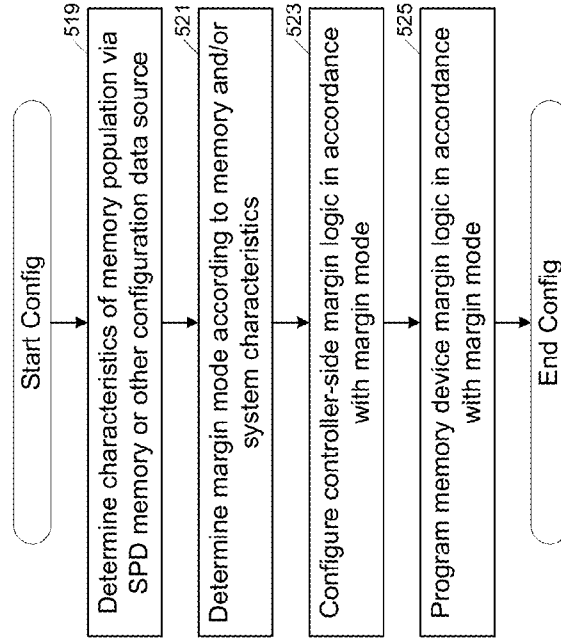 Start Config
519
Determine characteristics of memory population via
SPD memory or other configuration data source
521
Determine margin mode according to memory and/or
system characteristics
523
Configure controller-side margin logic in accordance
with margin mode
525
Program memory device margin logic in accordance
with margin mode
End Config